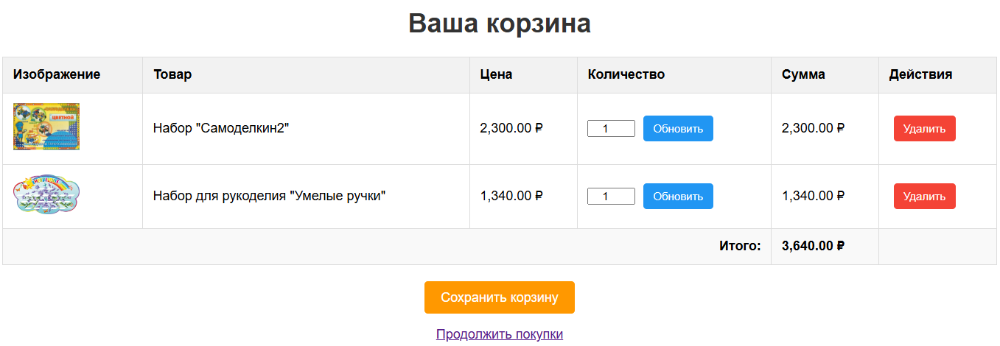 Ваша корзина
Изображение Товар Цена Количество Сумма Действия
ЦВЕТНОЙ
Набор "Самоделкин2" 2,300.00 ₽ 1 Обновить 2,300.00 ₽ Удалить
Набор для рукоделия "Умелые ручки" 1,340.00 ₽ 1 Обновить 1,340.00 ₽ Удалить
Итого: 3,640.00 ₽
Сохранить корзину
Продолжить покупки